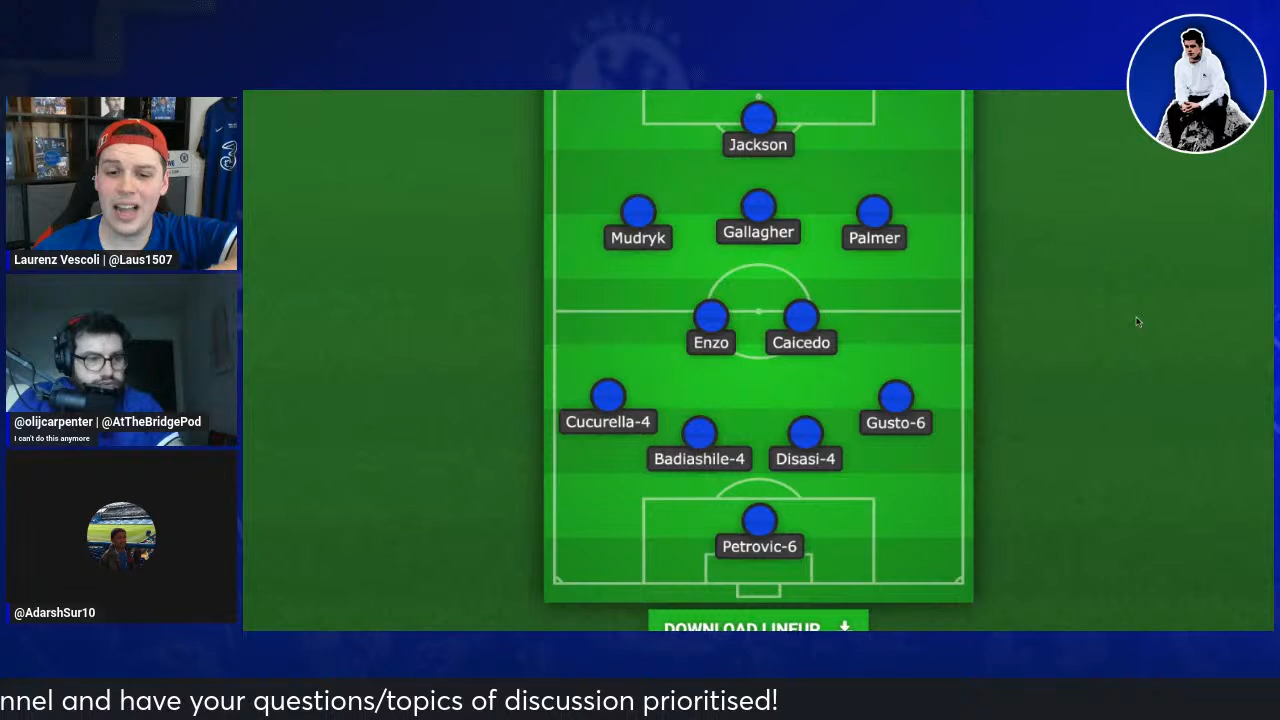 CHELSEA
Jackson
Mudryk
Gallagher
Palmer
Laurenz Vescoli | @Laus1507
Enzo
Caicedo
Cucurella-4
Gusto-6
@olijcarpenter | @AtTheBridgePod
I can't do this anymore
Badiashile-4
Disasi-4
Petrovic-6
@AdarshSur10
DOWNLOAD LINEUP
nnel and have your questions/topics of discussion prioritised!